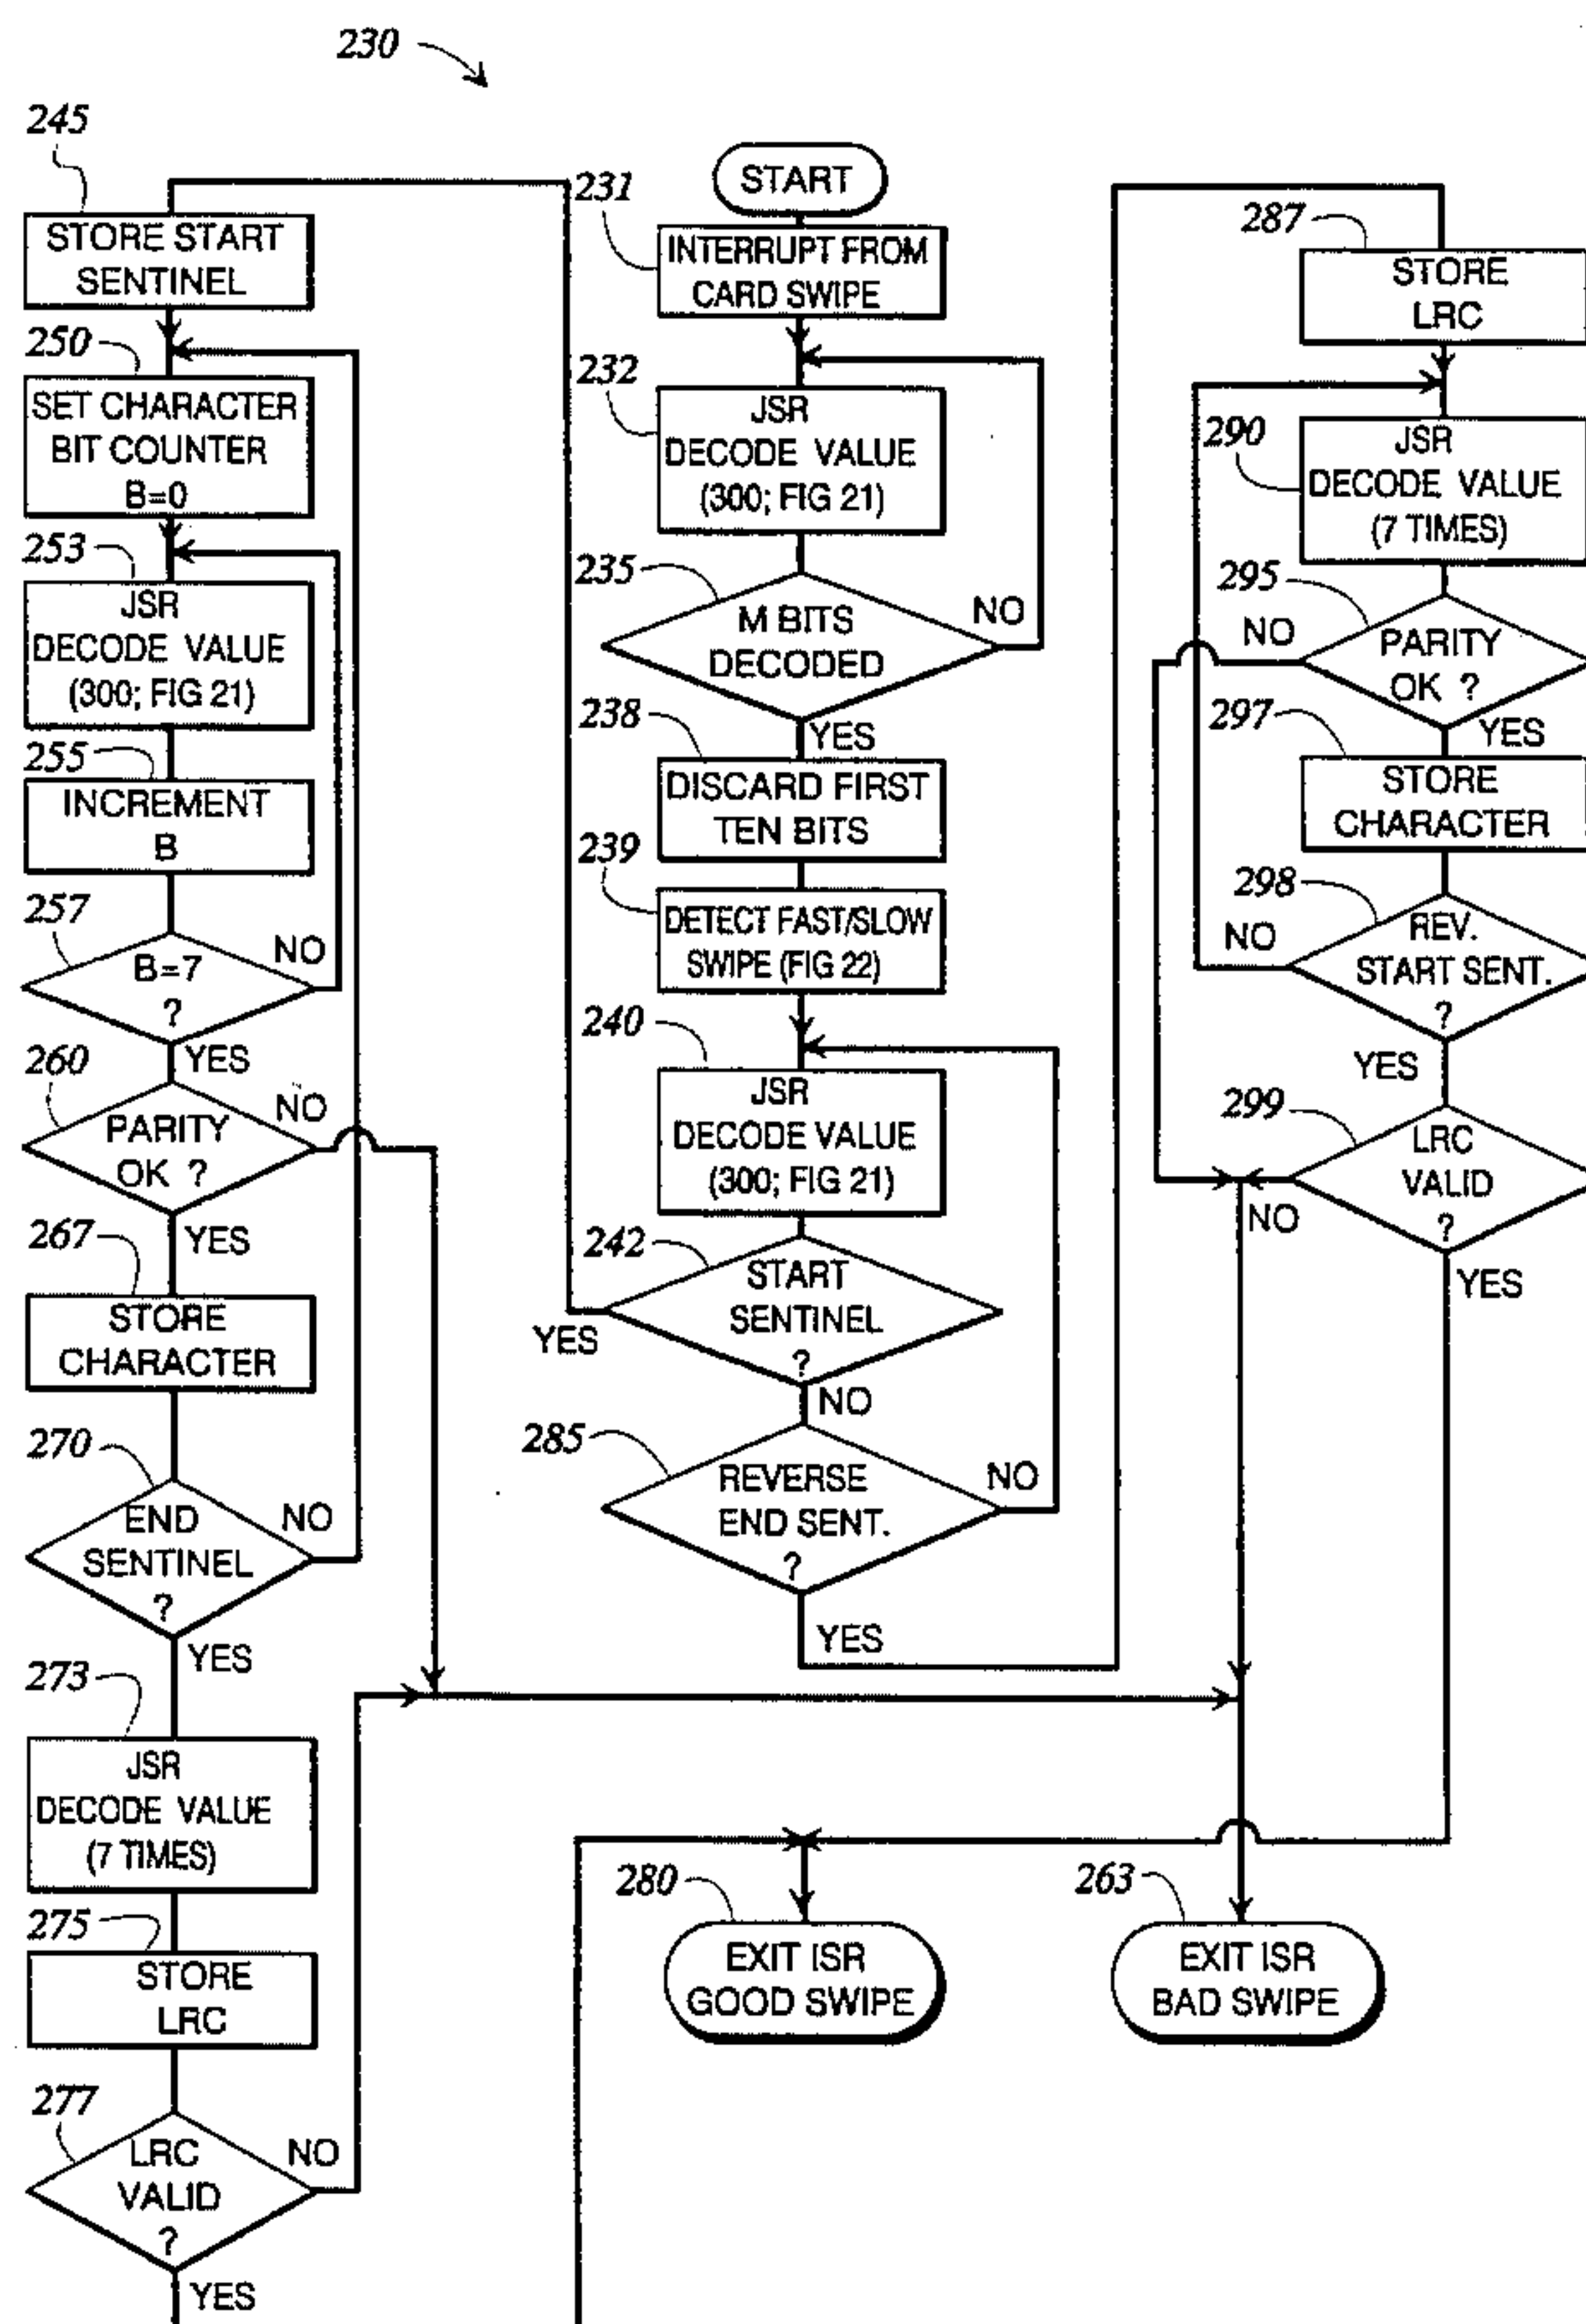 230
245
STORE START
SENTINEL
250
SET CHARACTER
BIT COUNTER
B=0
253
JSR
DECODE VALUE
(300; FIG 21)
255
INCREMENT
B
257
B=7
?
NO
YES
260
PARITY
OK ?
NO
YES
267
STORE
CHARACTER
270
END
SENTINEL
?
NO
YES
273
JSR
DECODE VALUE
(7 TIMES)
275
STORE
LRC
277
LRC
VALID
?
NO
YES
START
231
INTERRUPT FROM
CARD SWIPE
232
JSR
DECODE VALUE
(300; FIG 21)
235
M BITS
DECODED
NO
YES
238
DISCARD FIRST
TEN BITS
239
DETECT FAST/SLOW
SWIPE (FIG 22)
240
JSR
DECODE VALUE
(300; FIG 21)
242
START
SENTINEL
?
YES
NO
285
REVERSE
END SENT.
?
NO
YES
280
EXIT ISR
GOOD SWIPE
287
STORE
LRC
290
JSR
DECODE VALUE
(7 TIMES)
295
PARITY
OK ?
NO
YES
297
STORE
CHARACTER
298
REV.
START SENT.
?
NO
YES
299
LRC
VALID
?
NO
YES
263
EXIT ISR
BAD SWIPE